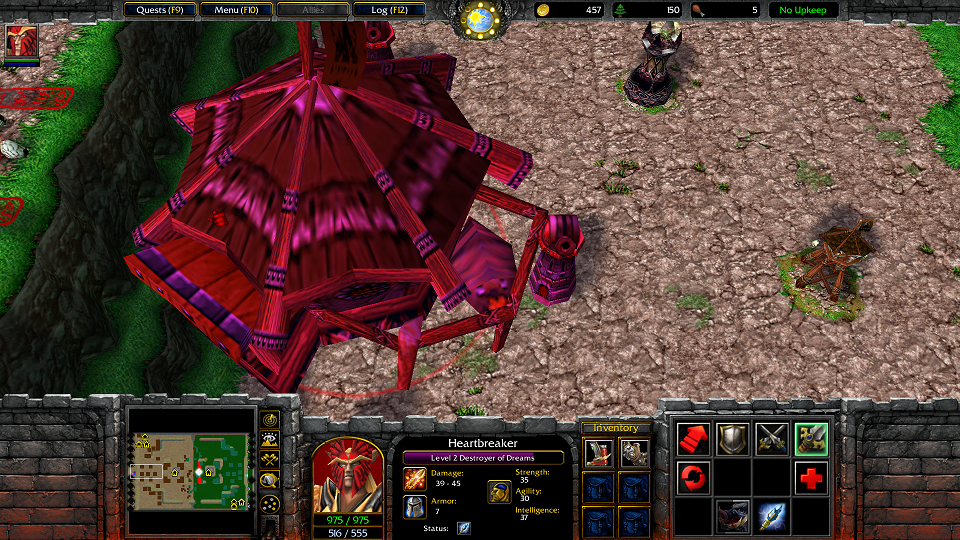 Quests (F9) Menu (F10) Allies Log (F12) 457 150 5 No Upkeep
Heartbreaker
Level 2 Destroyer of Dreams
Damage:
39 - 45
Armor:
7
Strength:
35
Agility:
30
Intelligence:
37
Status:
975 / 975
516 / 555
Inventory